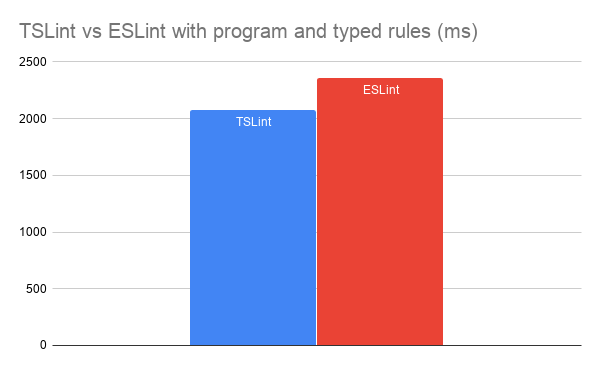 TSLint vs ESLint with program and typed rules (ms)
2500
ESLint
2000
TSLint
1500
1000
500
0